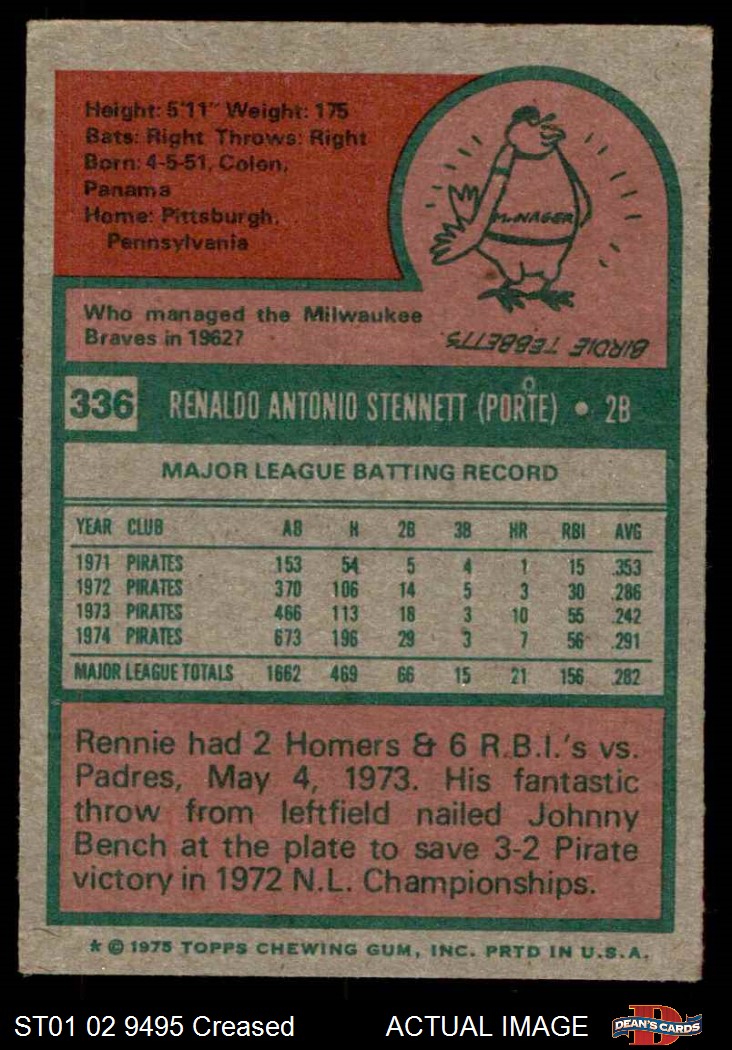 Height: 5'11" Weight: 175
Bats: Right Throws: Right
Born: 4-5-51, Colon,
Panama
Home: Pittsburgh,
Pennsylvania
MANAGER
Who managed the Milwaukee
Braves in 1962?
BIRDIE TEBBETTS.
336 RENALDO ANTONIO STENNETT (PORTE) • 2B
MAJOR LEAGUE BATTING RECORD
YEAR CLUB AB H 2B 3B HR RBI AVG
1971 PIRATES 153 54 5 4 1 15 .353
1972 PIRATES 370 106 14 5 3 30 .286
1973 PIRATES 466 113 18 3 10 55 .242
1974 PIRATES 673 196 29 3 7 56 .291
MAJOR LEAGUE TOTALS 1662 469 66 15 21 156 .282
Rennie had 2 Homers & 6 R.B.I.'s vs.
Padres, May 4, 1973. His fantastic
throw from leftfield nailed Johnny
Bench at the plate to save 3-2 Pirate
victory in 1972 N.L. Championships.
* © 1975 TOPPS CHEWING GUM, INC. PRTD IN U.S.A.
ST01 02 9495 Creased ACTUAL IMAGE
D
DEAN'S CARDS